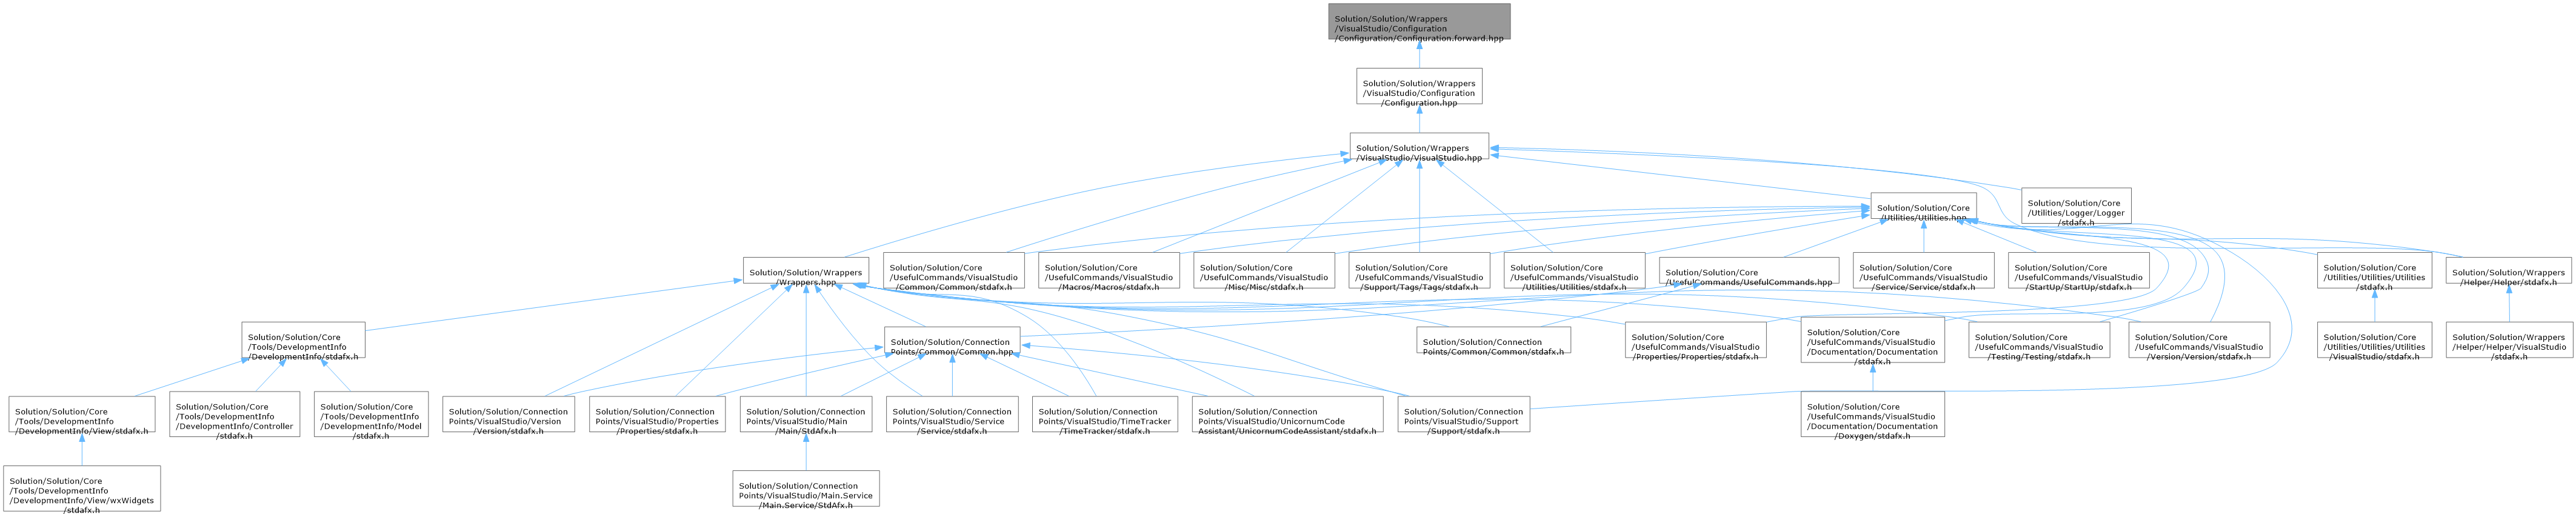 Solution/Solution/Wrappers
/VisualStudio/Configuration
/Configuration/Configuration.forward.hpp
Solution/Solution/Wrappers
/VisualStudio/Configuration
/Configuration.hpp
Solution/Solution/Wrappers
/VisualStudio/VisualStudio.hpp
Solution/Solution/Core
/Utilities/Utilities.hpp
Solution/Solution/Core
/Utilities/Logger/Logger
/stdafx.h
Solution/Solution/Wrappers
/Wrappers.hpp
Solution/Solution/Core
/UsefulCommands/VisualStudio
/Common/Common/stdafx.h
Solution/Solution/Core
/UsefulCommands/VisualStudio
/Macros/Macros/stdafx.h
Solution/Solution/Core
/UsefulCommands/VisualStudio
/Misc/Misc/stdafx.h
Solution/Solution/Core
/UsefulCommands/VisualStudio
/Support/Tags/Tags/stdafx.h
Solution/Solution/Core
/UsefulCommands/VisualStudio
/Utilities/Utilities/stdafx.h
Solution/Solution/Core
/UsefulCommands/UsefulCommands.hpp
Solution/Solution/Core
/UsefulCommands/VisualStudio
/Service/Service/stdafx.h
Solution/Solution/Core
/UsefulCommands/VisualStudio
/StartUp/StartUp/stdafx.h
Solution/Solution/Core
/Utilities/Utilities/Utilities
/stdafx.h
Solution/Solution/Wrappers
/Helper/Helper/stdafx.h
Solution/Solution/Core
/Tools/DevelopmentInfo
/DevelopmentInfo/stdafx.h
Solution/Solution/Connection
Points/Common/Common.hpp
Solution/Solution/Connection
Points/Common/Common/stdafx.h
Solution/Solution/Core
/UsefulCommands/VisualStudio
/Properties/Properties/stdafx.h
Solution/Solution/Core
/UsefulCommands/VisualStudio
/Documentation/Documentation
/stdafx.h
Solution/Solution/Core
/UsefulCommands/VisualStudio
/Testing/Testing/stdafx.h
Solution/Solution/Core
/UsefulCommands/VisualStudio
/Version/Version/stdafx.h
Solution/Solution/Core
/Utilities/Utilities/Utilities
/VisualStudio/stdafx.h
Solution/Solution/Wrappers
/Helper/Helper/VisualStudio
/stdafx.h
Solution/Solution/Core
/Tools/DevelopmentInfo
/DevelopmentInfo/View/stdafx.h
Solution/Solution/Core
/Tools/DevelopmentInfo
/DevelopmentInfo/Controller
/stdafx.h
Solution/Solution/Core
/Tools/DevelopmentInfo
/DevelopmentInfo/Model
/stdafx.h
Solution/Solution/Connection
Points/VisualStudio/Version
/Version/stdafx.h
Solution/Solution/Connection
Points/VisualStudio/Properties
/Properties/stdafx.h
Solution/Solution/Connection
Points/VisualStudio/Main
/Main/StdAfx.h
Solution/Solution/Connection
Points/VisualStudio/Service
/Service/stdafx.h
Solution/Solution/Connection
Points/VisualStudio/TimeTracker
/TimeTracker/stdafx.h
Solution/Solution/Connection
Points/VisualStudio/UnicornumCode
Assistant/UnicornumCodeAssistant/stdafx.h
Solution/Solution/Connection
Points/VisualStudio/Support
/Support/stdafx.h
Solution/Solution/Core
/UsefulCommands/VisualStudio
/Documentation/Documentation
/Doxygen/stdafx.h
Solution/Solution/Core
/Tools/DevelopmentInfo
/DevelopmentInfo/View/wxWidgets
/stdafx.h
Solution/Solution/Connection
Points/VisualStudio/Main.Service
/Main.Service/StdAfx.h